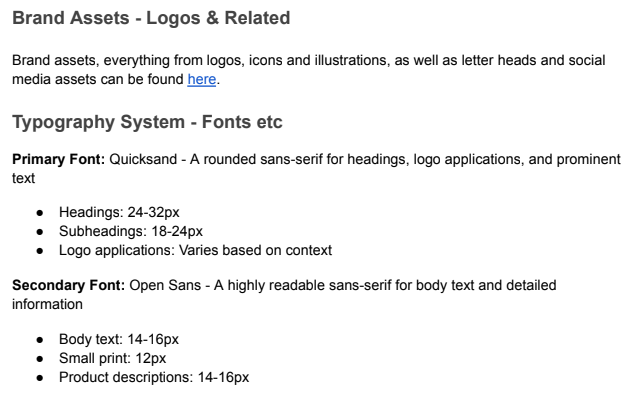 Brand Assets - Logos & Related
Brand assets, everything from logos, icons and illustrations, as well as letter heads and social
media assets can be found here.
Typography System - Fonts etc
Primary Font: Quicksand - A rounded sans-serif for headings, logo applications, and prominent
text
● Headings: 24-32px
● Subheadings: 18-24px
● Logo applications: Varies based on context
Secondary Font: Open Sans - A highly readable sans-serif for body text and detailed
information
● Body text: 14-16px
● Small print: 12px
● Product descriptions: 14-16px